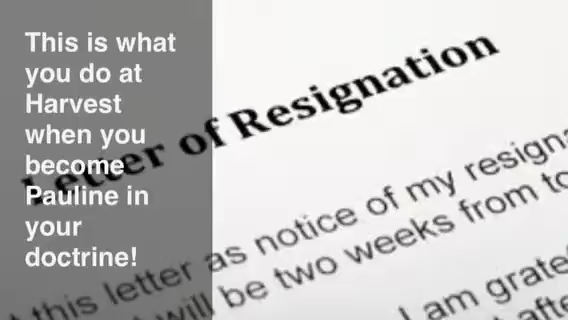 This is what
you do at
Harvest
when you
become
Pauline in
your
doctrine!
Letter of Resignation
this letter as notice of my
will be two weeks from
I am